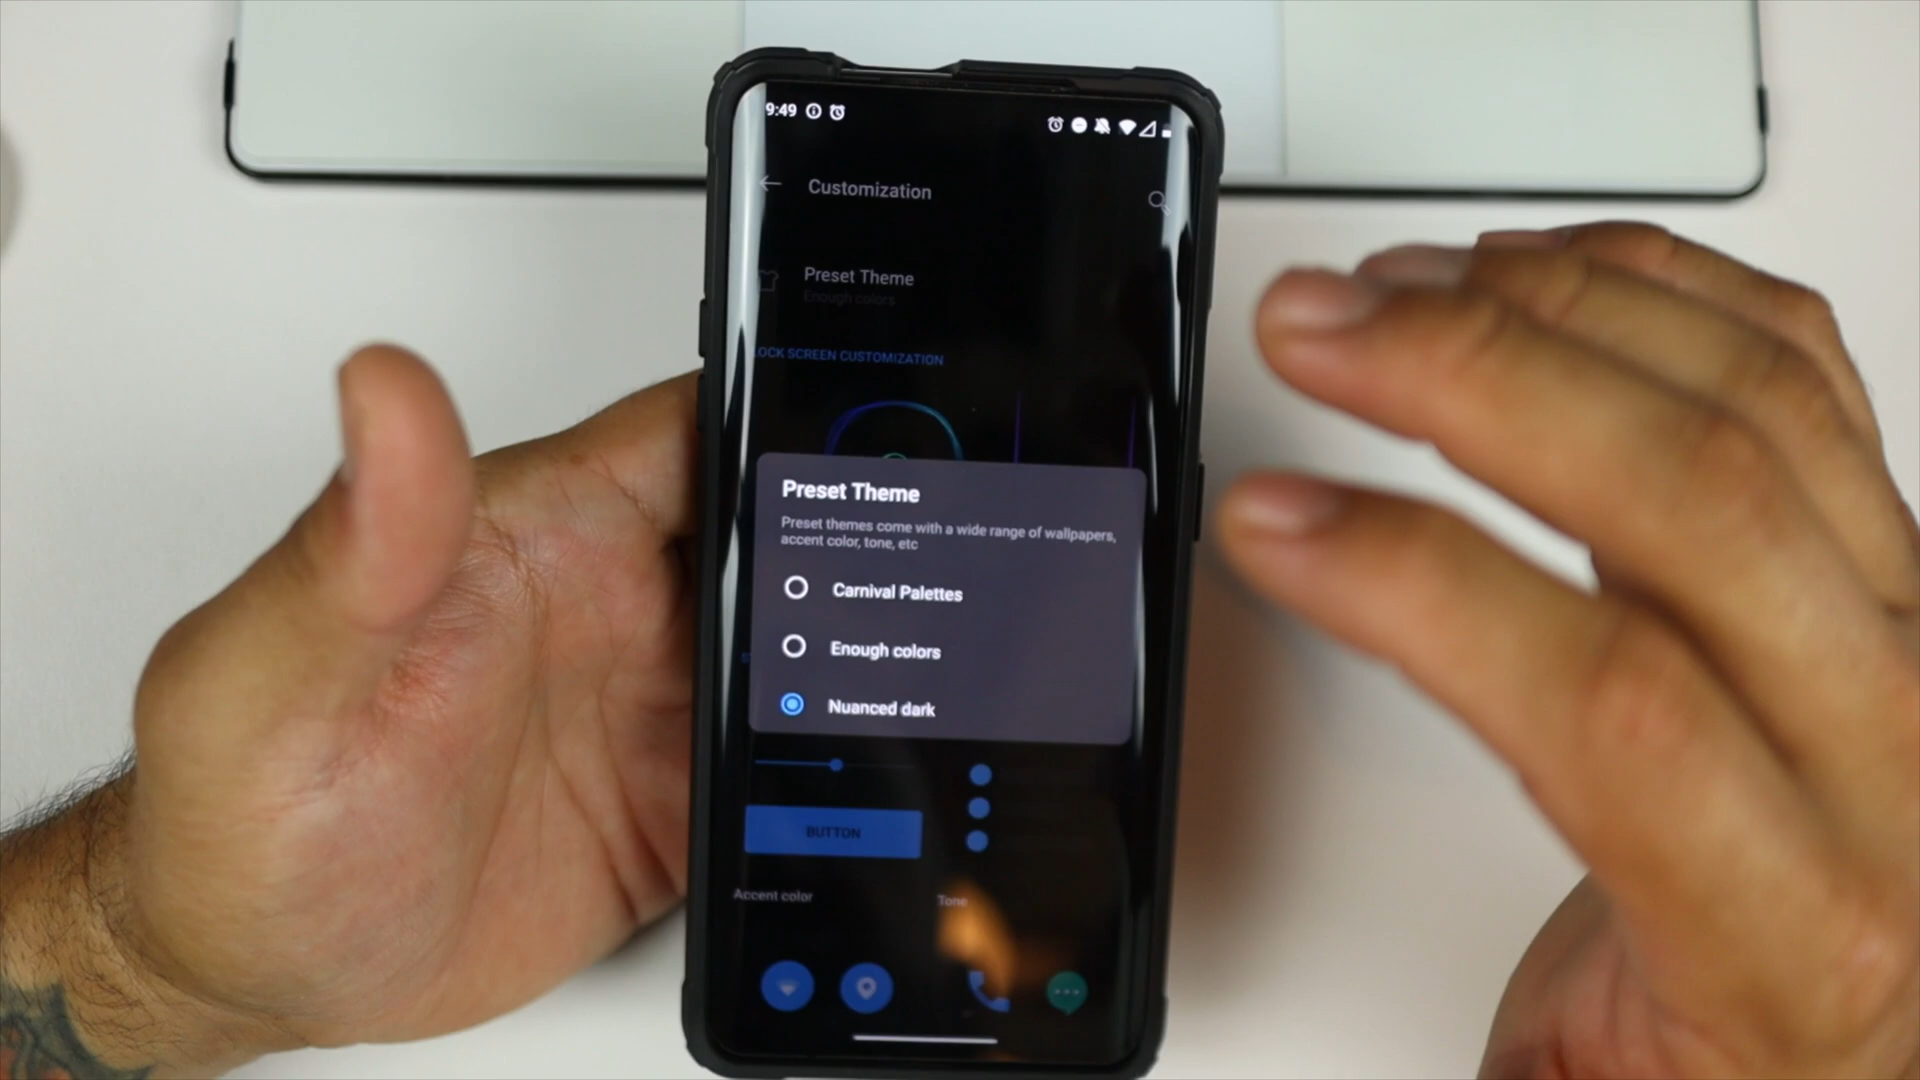 9:49
Customization
Preset Theme
Enough colors
LOCK SCREEN CUSTOMIZATION
Preset Theme
Preset themes come with a wide range of wallpapers,
accent color, tone, etc
Carnival Palettes
Enough colors
Nuanced dark
BUTTON
Accent color
Tone